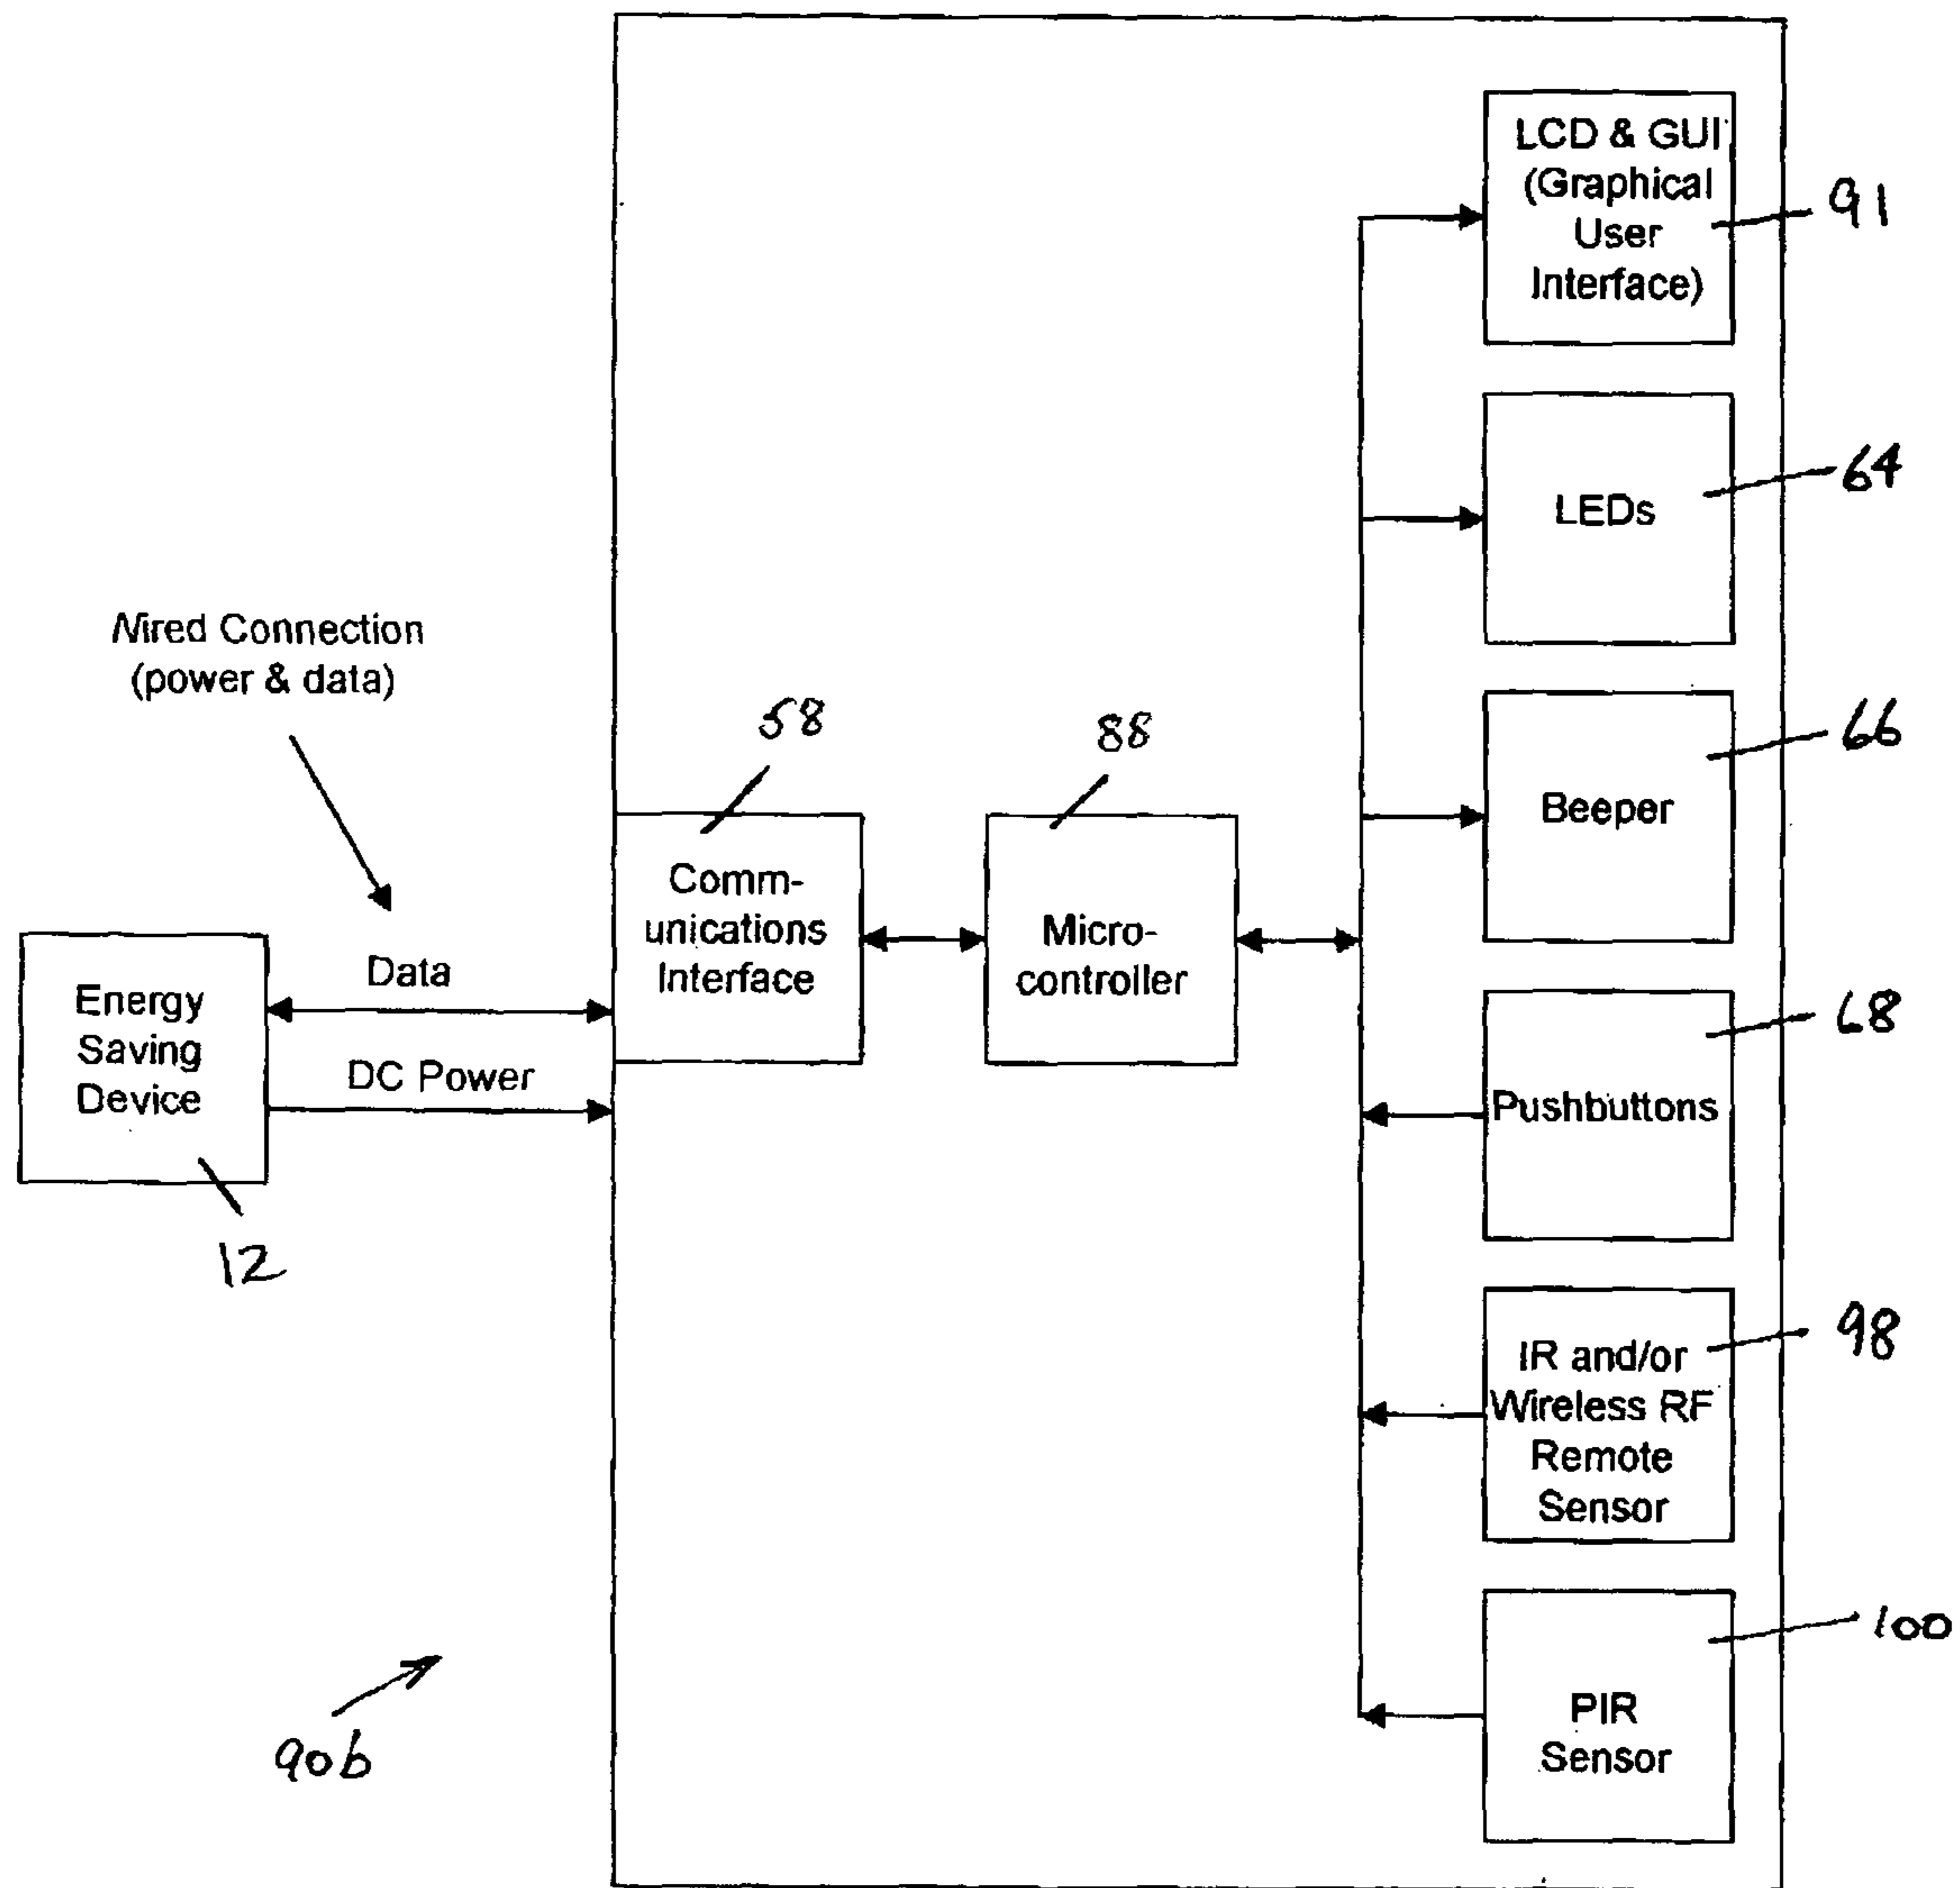 LCD & GUI
(Graphical
User
Interface)
91
LEDs
64
Wired Connection
(power & data)
58
88
Beeper
66
Comm-
unications
Interface
Micro-
controller
Data
Energy
Saving
Device
DC Power
12
Pushbuttons
68
IR and/or
Wireless RF
Remote
Sensor
98
PIR
Sensor
100
90b